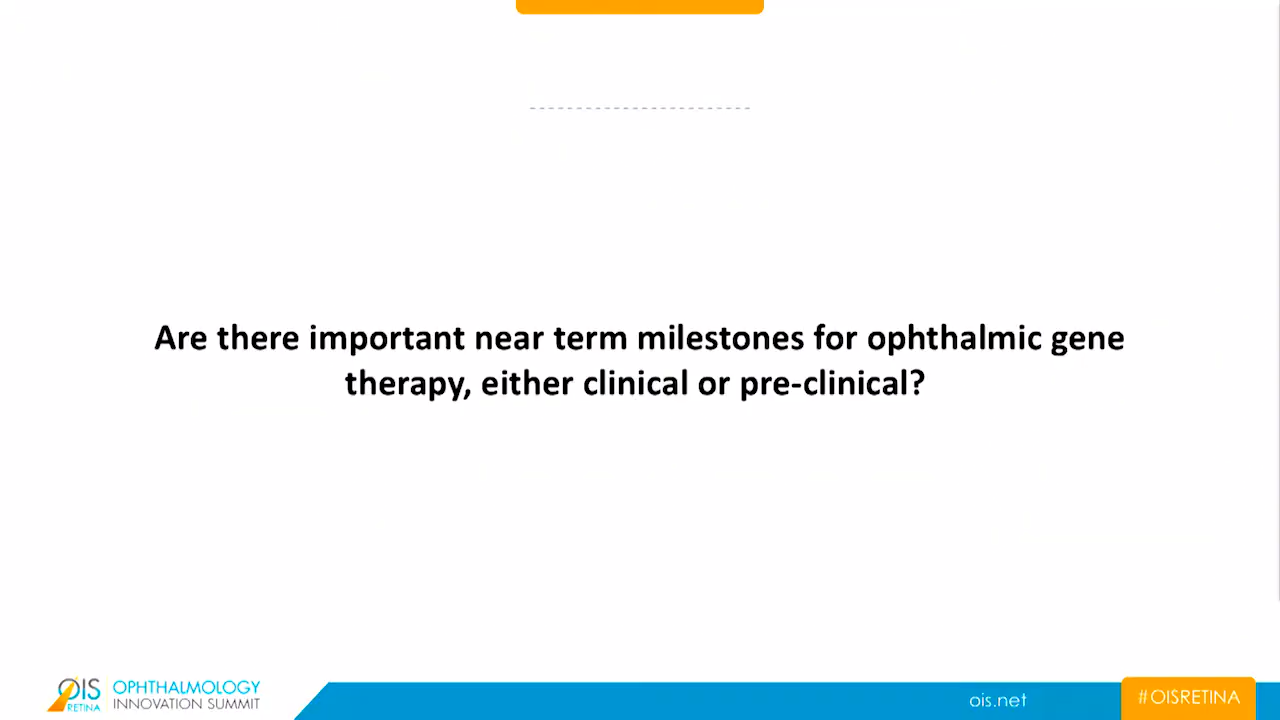 Are there important near term milestones for ophthalmic gene
therapy, either clinical or pre-clinical?
OIS
RETINA
OPHTHALMOLOGY
INNOVATION SUMMIT
ois.net
#OISRETINA